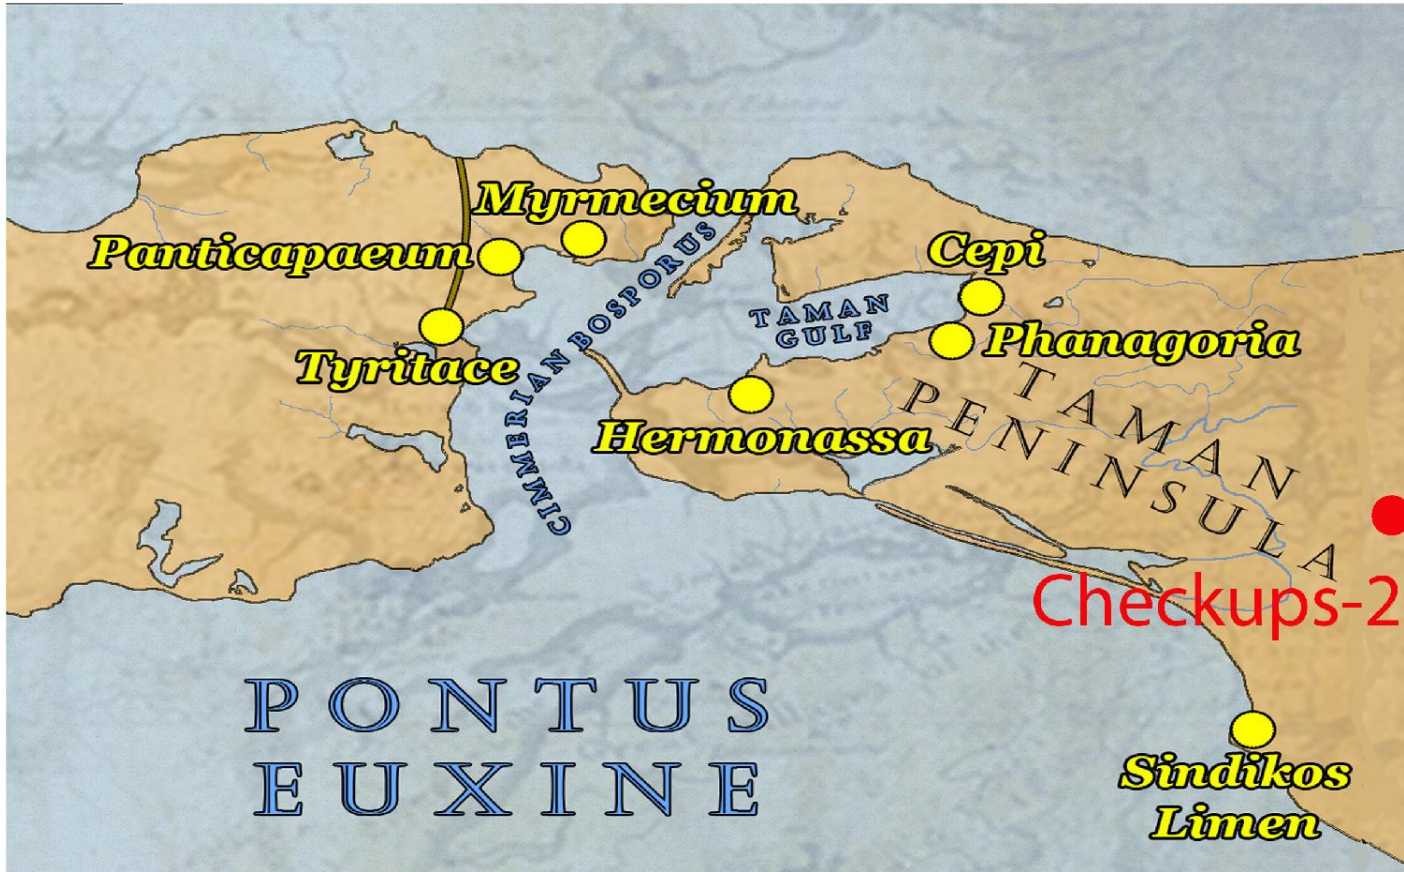 Myrmecium
Panticapaeum
Cepi
TAMAN
GULF
Phanagoria
Tyritace
CIMMERIAN BOSPORUS
Hermonassa
TAMAN
PENINSULA
Checkups-2
PONTUS
EUXINE
Sindikos
Limen